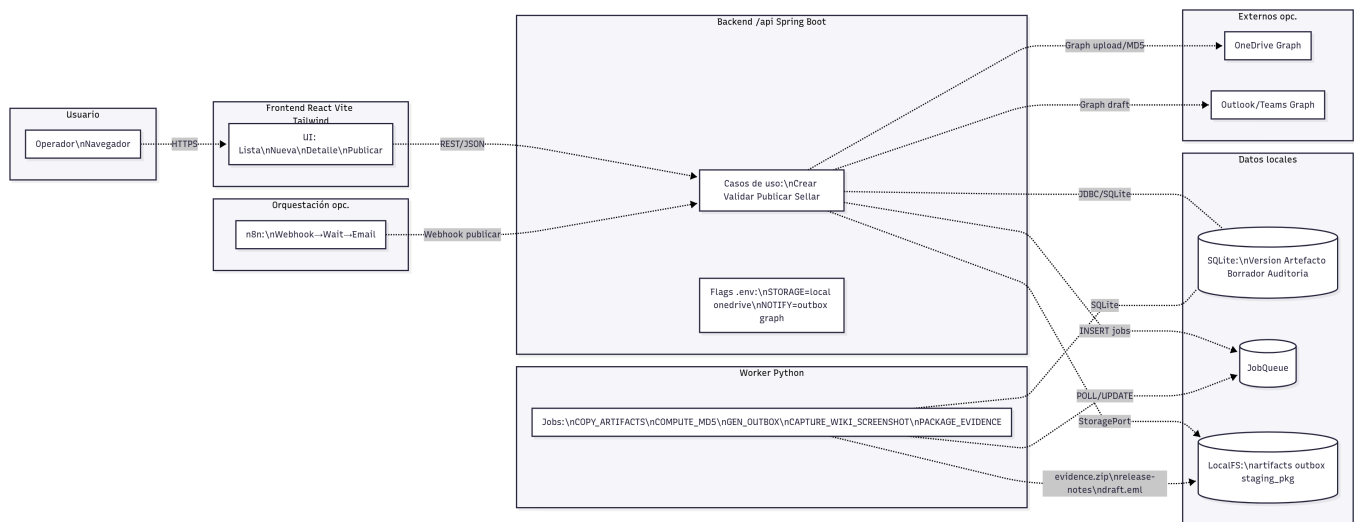 Usuario
Operador\nNavegador
HTTPS
Frontend React Vite
Tailwind
UI:
Lista\nNueva\nDetalle\nPublicar
REST/JSON
Orquestación opc.
n8n:\nWebhook→Wait→Email
Webhook publicar
Backend /api Spring Boot
Casos de uso:\nCrear
Validar Publicar Sellar
Flags .env:\nSTORAGE=local
onedrive\nNOTIFY=outbox
graph
Worker Python
Jobs:\nCOPY_ARTIFACTS\nCOMPUTE_MD5\nGEN_OUTBOX\nCAPTURE_WIKI_SCREENSHOT\nPACKAGE_EVIDENCE
Graph upload/MD5
Graph draft
JDBC/SQLite
SQLite
INSERT jobs
POLL/UPDATE
StoragePort
evidence.zip\nrelease-
notes\ndraft.eml
Externos opc.
OneDrive Graph
Outlook/Teams Graph
Datos locales
SQLite:\nVersion Artefacto
Borrador Auditoria
JobQueue
LocalFS:\nartifacts outbox
staging_pkg